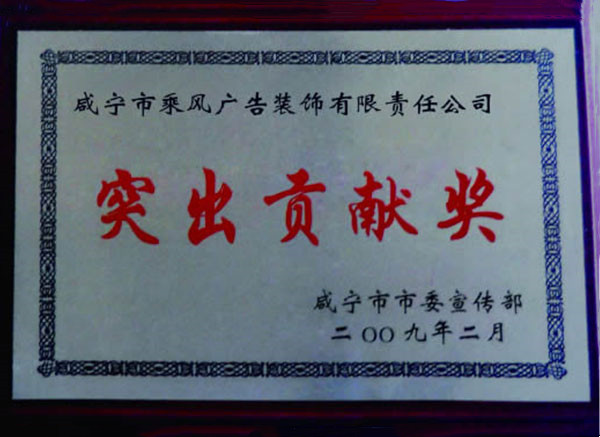 咸宁市乘风广告装饰有限责任公司
突出贡献奖
咸宁市市委宣传部
二OO九年二月